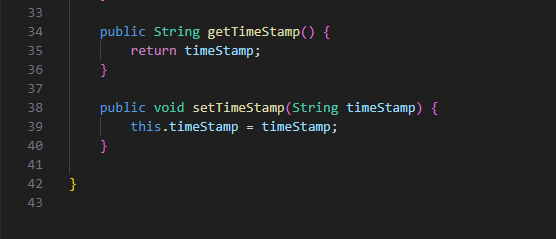 33
34 public String getTimeStamp() {
35 return timeStamp;
36 }
37
38 public void setTimeStamp(String timeStamp) {
39 this.timeStamp = timeStamp;
40 }
41
42 }
43